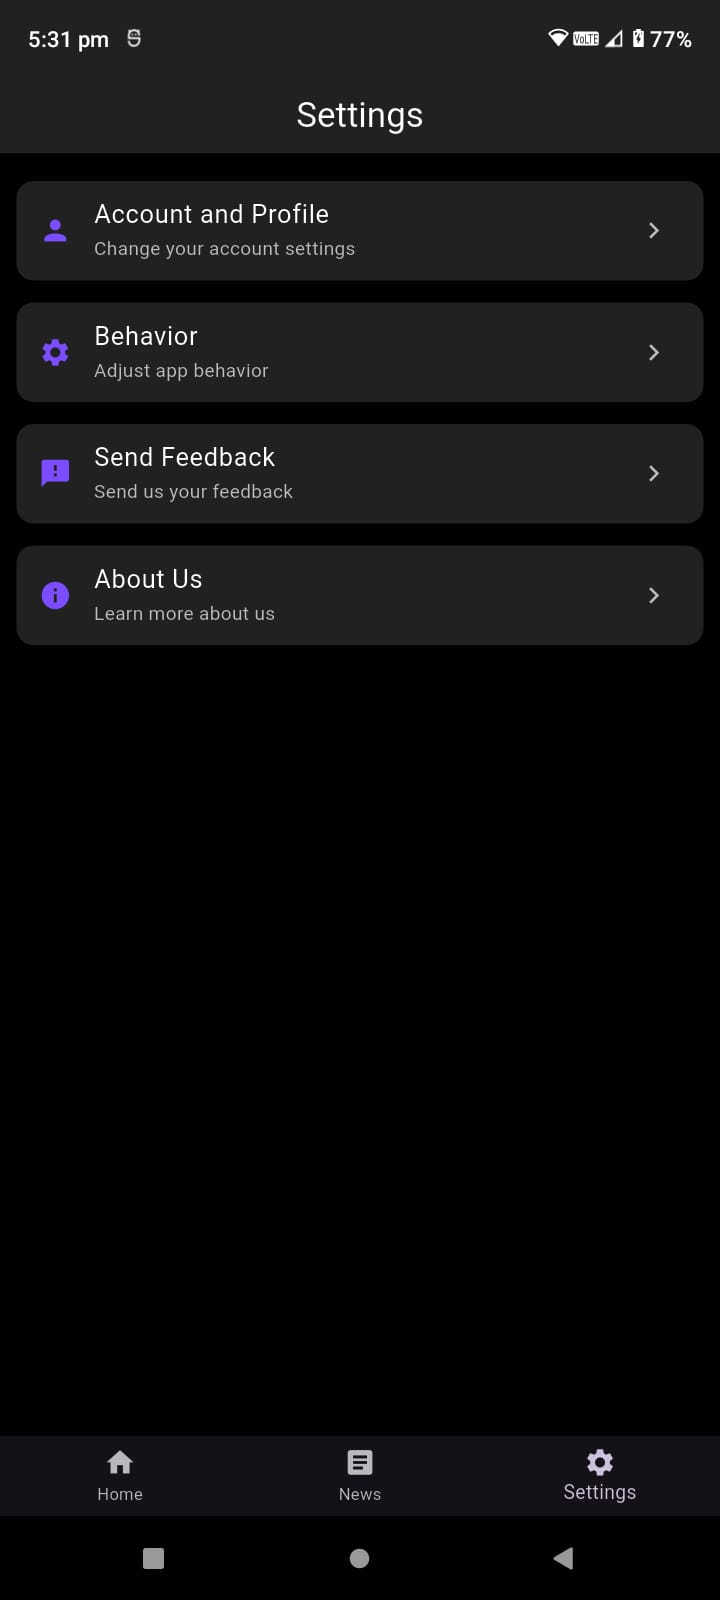 5:31 pm
VoLTE
77%
Settings
Account and Profile
Change your account settings
Behavior
Adjust app behavior
Send Feedback
Send us your feedback
About Us
Learn more about us
Home
News
Settings